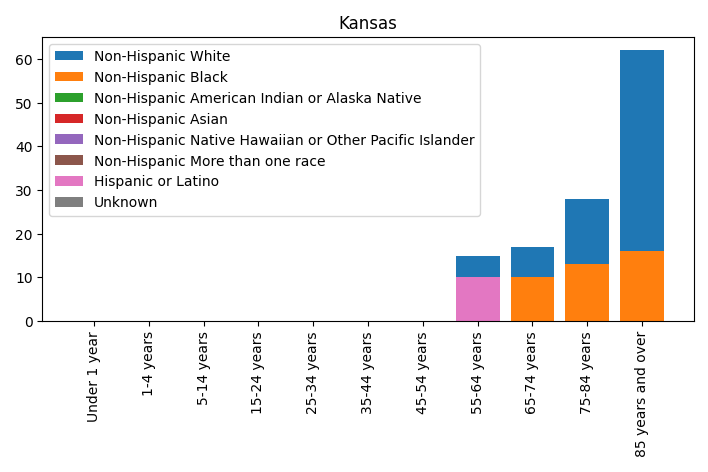 Kansas
Non-Hispanic White
Non-Hispanic Black
Non-Hispanic American Indian or Alaska Native
Non-Hispanic Asian
Non-Hispanic Native Hawaiian or Other Pacific Islander
Non-Hispanic More than one race
Hispanic or Latino
Unknown
60
50
40
30
20
10
0
Under 1 year
1-4 years
5-14 years
15-24 years
25-34 years
35-44 years
45-54 years
55-64 years
65-74 years
75-84 years
85 years and over